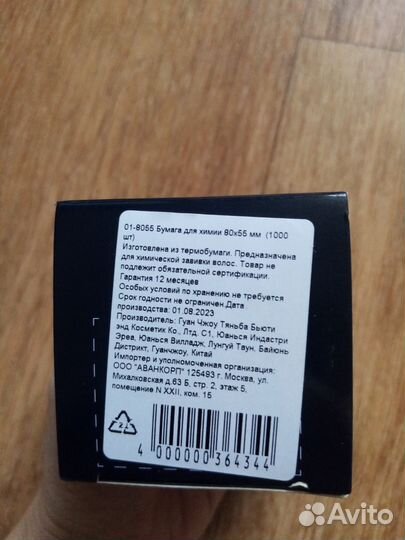 01-8055 Бумага для химии 80х55 мм (1000
шт)
Изготовлена из термобумаги. Предназначена
для химической завивки волос. Товар не
подлежит обязательной сертификации.
Гарантия 12 месяцев
Особых условий по хранению не требуется
Срок годности не ограничен.Дата
производства: 01.08.2023
Производитель: Гуан Чжоу Тяньба Бьюти
энд Косметик Ко., Лтд. С1, Юанься Индастри
Эреа, Юанься Вилладж, Лунгуй Таун, Байюнь
Дистрикт, Гуанчжоу, Китай
Импортер и уполномоченная организация:
ООО "АВАНКОРП" 125493 г. Москва, ул.
Михалковская д.63 Б, стр. 2, этаж 5,
помещение N XXII, ком. 15
21
4 000000 364344
Avito